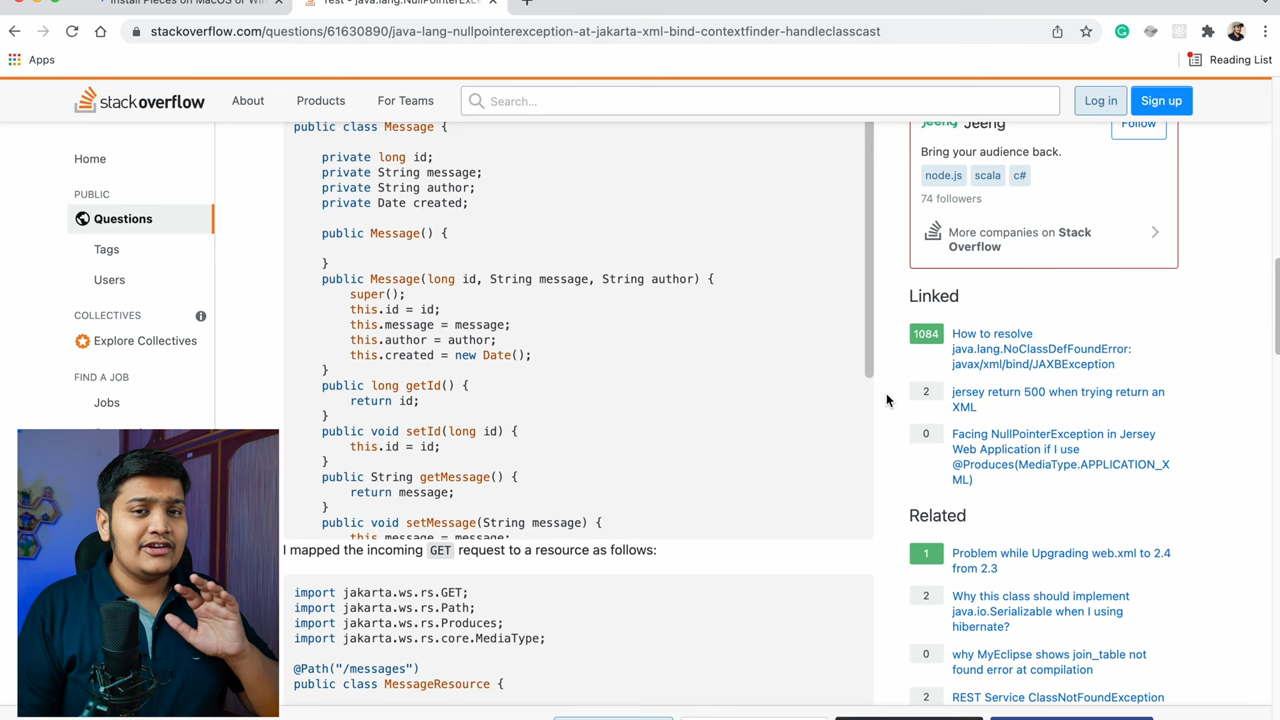 Install Pieces on MacOS or Wi
Test - java.lang.NullPointerExce
stackoverflow.com/questions/61630890/java-lang-nullpointerexception-at-jakarta-xml-bind-contextfinder-handleclasscast
Apps
Reading List
stackoverflow
About
Products
For Teams
Search...
Log in
Sign up
Home
PUBLIC
Questions
Tags
Users
COLLECTIVES
Explore Collectives
FIND A JOB
Jobs
public class Message {
private long id;
private String message;
private String author;
private Date created;
public Message() {
}
public Message(long id, String message, String author) {
super();
this.id = id;
this.message = message;
this.author = author;
this.created = new Date();
}
public long getId() {
return id;
}
public void setId(long id) {
this.id = id;
}
public String getMessage() {
return message;
}
public void setMessage(String message) {
this.message = message;
I mapped the incoming GET request to a resource as follows:
import jakarta.ws.rs.GET;
import jakarta.ws.rs.Path;
import jakarta.ws.rs.Produces;
import jakarta.ws.rs.core.MediaType;
@Path("/messages")
public class MessageResource {
Jeeng
Jeeng
Follow
Bring your audience back.
node.js
scala
c#
74 followers
More companies on Stack
Overflow
Linked
1084
How to resolve
java.lang.NoClassDefFoundError:
javax/xml/bind/JAXBException
2
jersey return 500 when trying return an
XML
0
Facing NullPointerException in Jersey
Web Application if I use
@Produces(MediaType.APPLICATION_X
ML)
Related
1
Problem while Upgrading web.xml to 2.4
from 2.3
2
Why this class should implement
java.io.Serializable when I using
hibernate?
0
why MyEclipse shows join_table not
found error at compilation
2
REST Service ClassNotFoundException